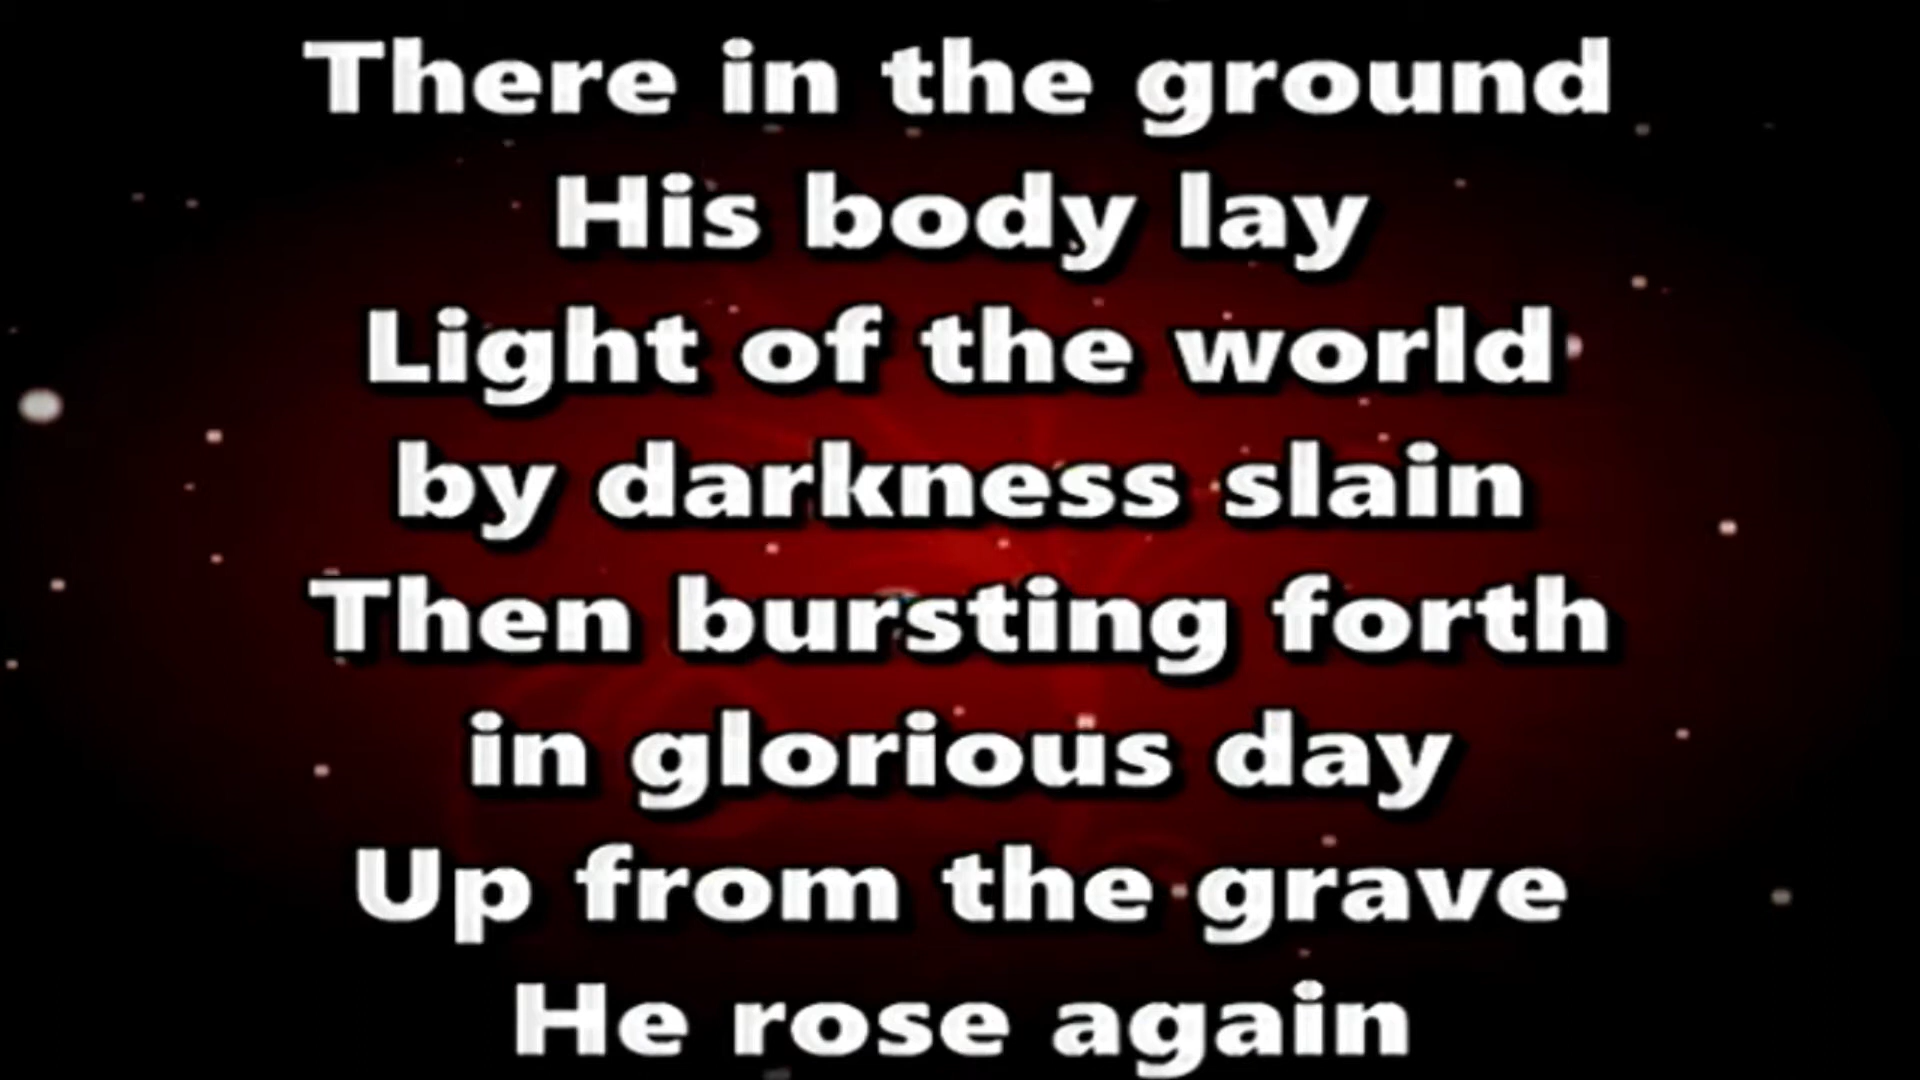 There in the ground
His body lay
Light of the world
by darkness slain
Then bursting forth
in glorious day
Up from the grave
He rose again